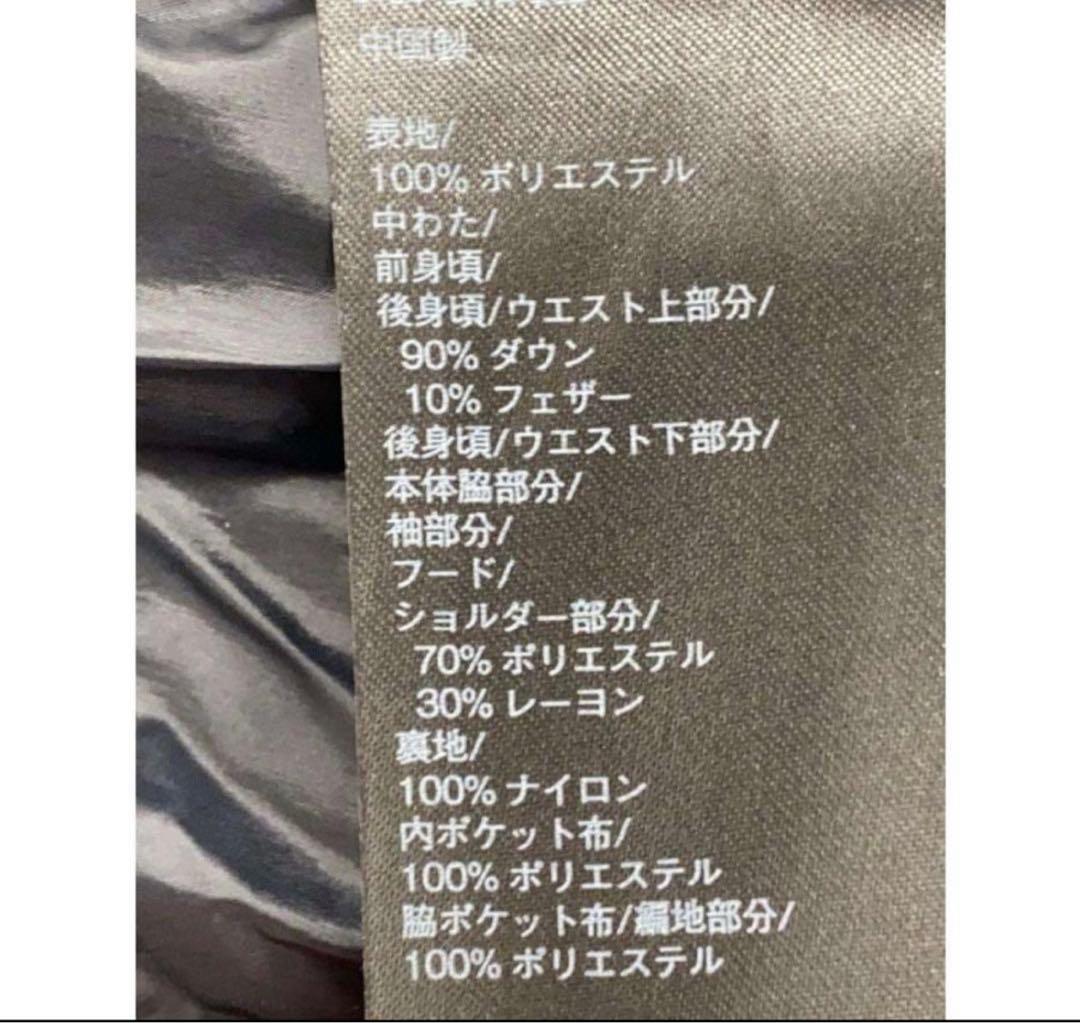 中国製
表地/
100% ポリエステル
中わた/
前身頃/
後身頃/ウエスト上部分/
90% ダウン
10% フェザー
後身頃/ウエスト下部分/
本体脇部分/
袖部分/
フード/
ショルダー部分/
70% ポリエステル
30% レーヨン
裏地/
100% ナイロン
内ポケット布/
100% ポリエステル
脇ポケット布/編地部分/
100% ポリエステル